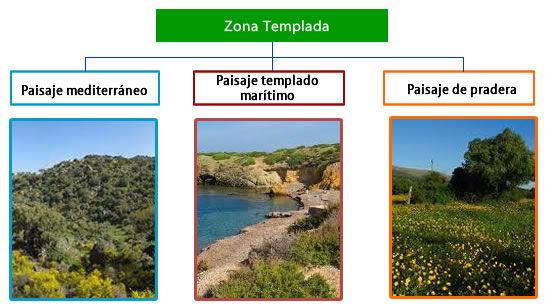 Zona Templada
Paisaje mediterráneo
Paisaje templado
marítimo
Paisaje de pradera